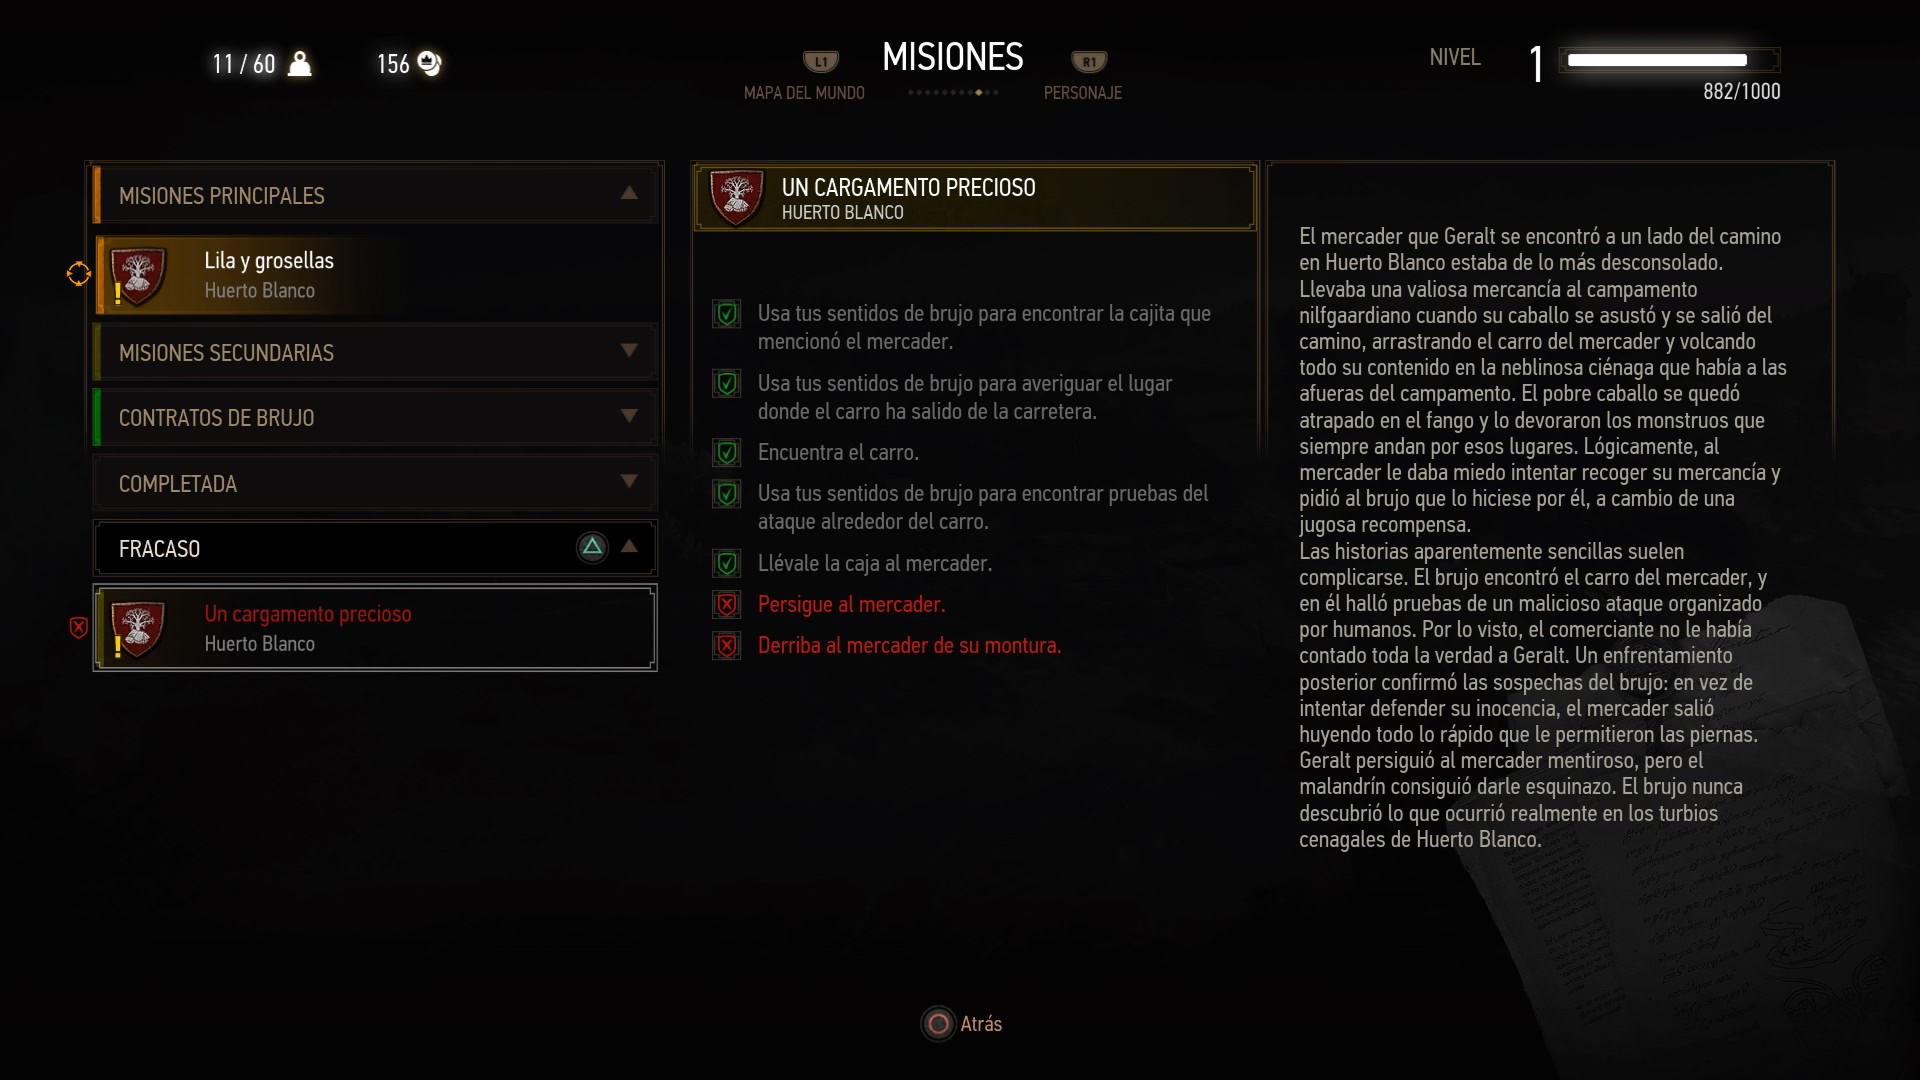 11 / 60
156
L1
MISIONES
R1
MAPA DEL MUNDO
PERSONAJE
NIVEL
1
882/1000
MISIONES PRINCIPALES
Lila y grosellas
Huerto Blanco
MISIONES SECUNDARIAS
CONTRATOS DE BRUJO
COMPLETADA
FRACASO
Un cargamento precioso
Huerto Blanco
UN CARGAMENTO PRECIOSO
HUERTO BLANCO
Usa tus sentidos de brujo para encontrar la cajita que
mencionó el mercader.
Usa tus sentidos de brujo para averiguar el lugar
donde el carro ha salido de la carretera.
Encuentra el carro.
Usa tus sentidos de brujo para encontrar pruebas del
ataque alrededor del carro.
Llévale la caja al mercader.
Persigue al mercader.
Derriba al mercader de su montura.
El mercader que Geralt se encontró a un lado del camino
en Huerto Blanco estaba de lo más desconsolado.
Llevaba una valiosa mercancía al campamento
nilfgaardiano cuando su caballo se asustó y se salió del
camino, arrastrando el carro del mercader y volcando
todo su contenido en la neblinosa ciénaga que había a las
afueras del campamento. El pobre caballo se quedó
atrapado en el fango y lo devoraron los monstruos que
siempre andan por esos lugares. Lógicamente, al
mercader le daba miedo intentar recoger su mercancía y
pidió al brujo que lo hiciese por él, a cambio de una
jugosa recompensa.
Las historias aparentemente sencillas suelen
complicarse. El brujo encontró el carro del mercader, y
en él halló pruebas de un malicioso ataque organizado
por humanos. Por lo visto, el comerciante no le había
contado toda la verdad a Geralt. Un enfrentamiento
posterior confirmó las sospechas del brujo: en vez de
intentar defender su inocencia, el mercader salió
huyendo todo lo rápido que le permitieron las piernas.
Geralt persiguió al mercader mentiroso, pero el
malandrín consiguió darle esquinazo. El brujo nunca
descubrió lo que ocurrió realmente en los turbios
cenagales de Huerto Blanco.
Atrás